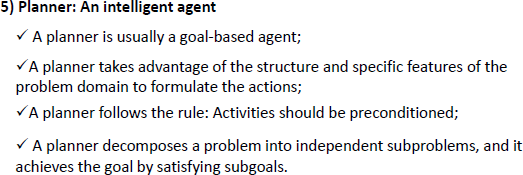 5) Planner: An intelligent agent
✓ A planner is usually a goal-based agent;
✓A planner takes advantage of the structure and specific features of the
problem domain to formulate the actions;
✓A planner follows the rule: Activities should be preconditioned;
✓ A planner decomposes a problem into independent subproblems, and it
achieves the goal by satisfying subgoals.